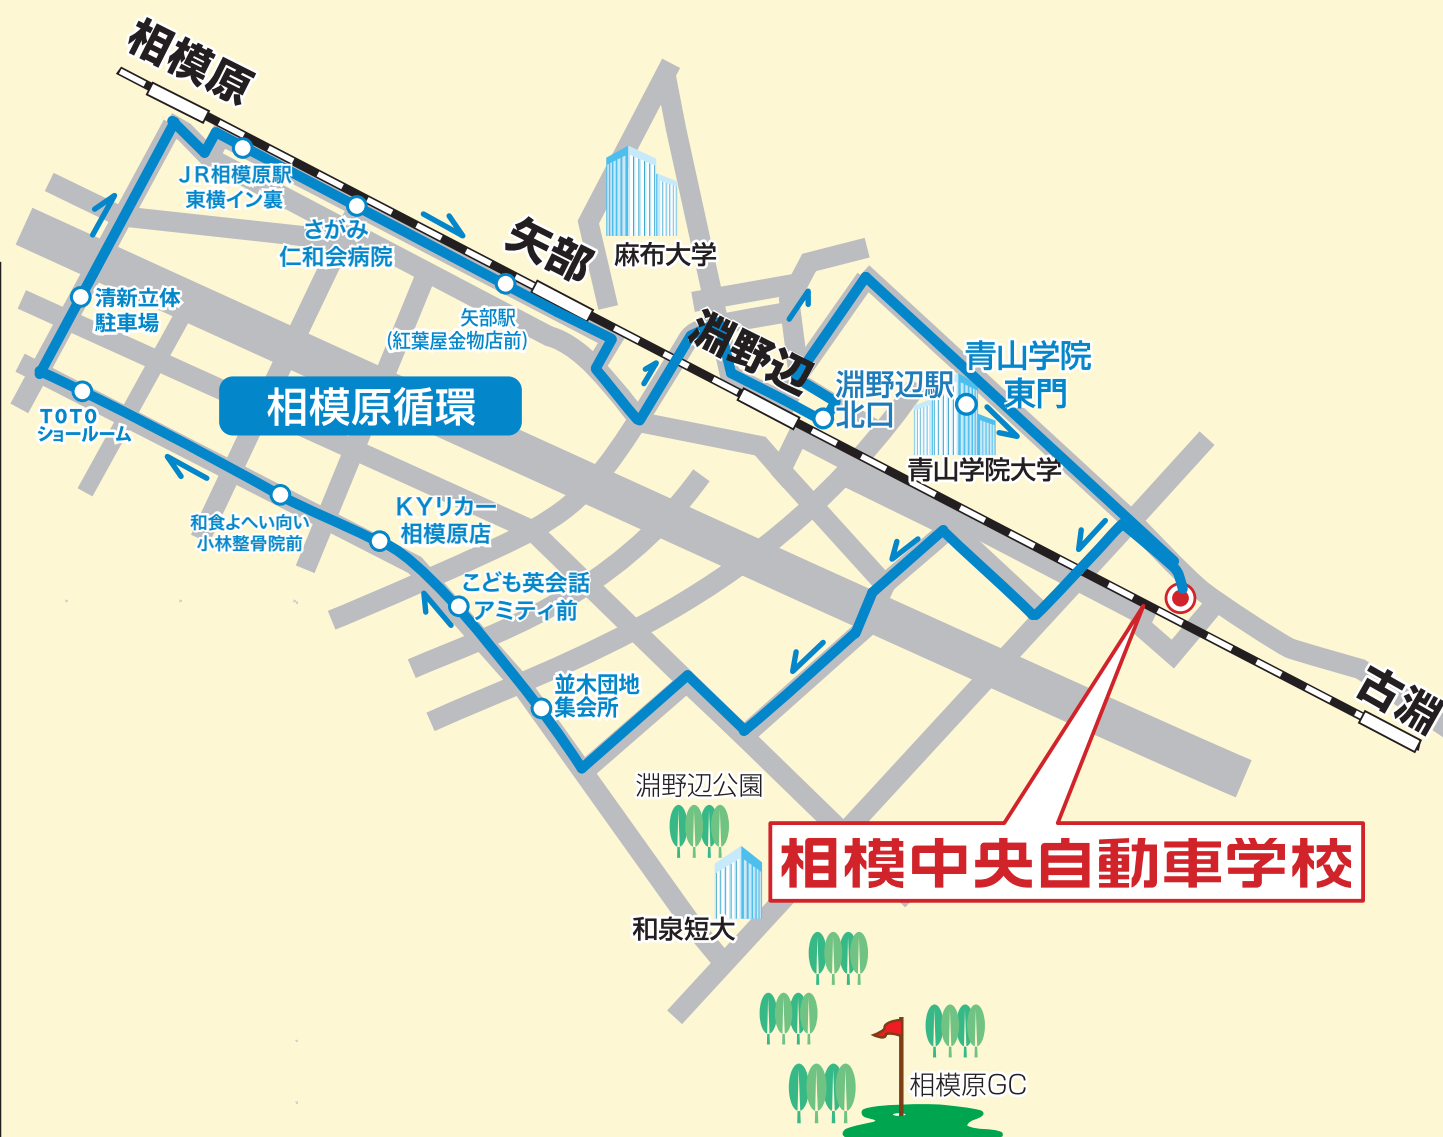 相模原
JR相模原駅
東横イン裏
さがみ
仁和会病院
矢部
麻布大学
清新立体
駐車場
矢部駅
(紅葉屋金物店前)
淵野辺
淵野辺駅
北口
青山学院
東門
青山学院大学
相模原循環
TOTO
ショールーム
和食よへい向い
小林整骨院前
KYリカー
相模原店
こども英会話
アミティ前
並木団地
集会所
古淵
淵野辺公園
相模中央自動車学校
和泉短大
相模原GC